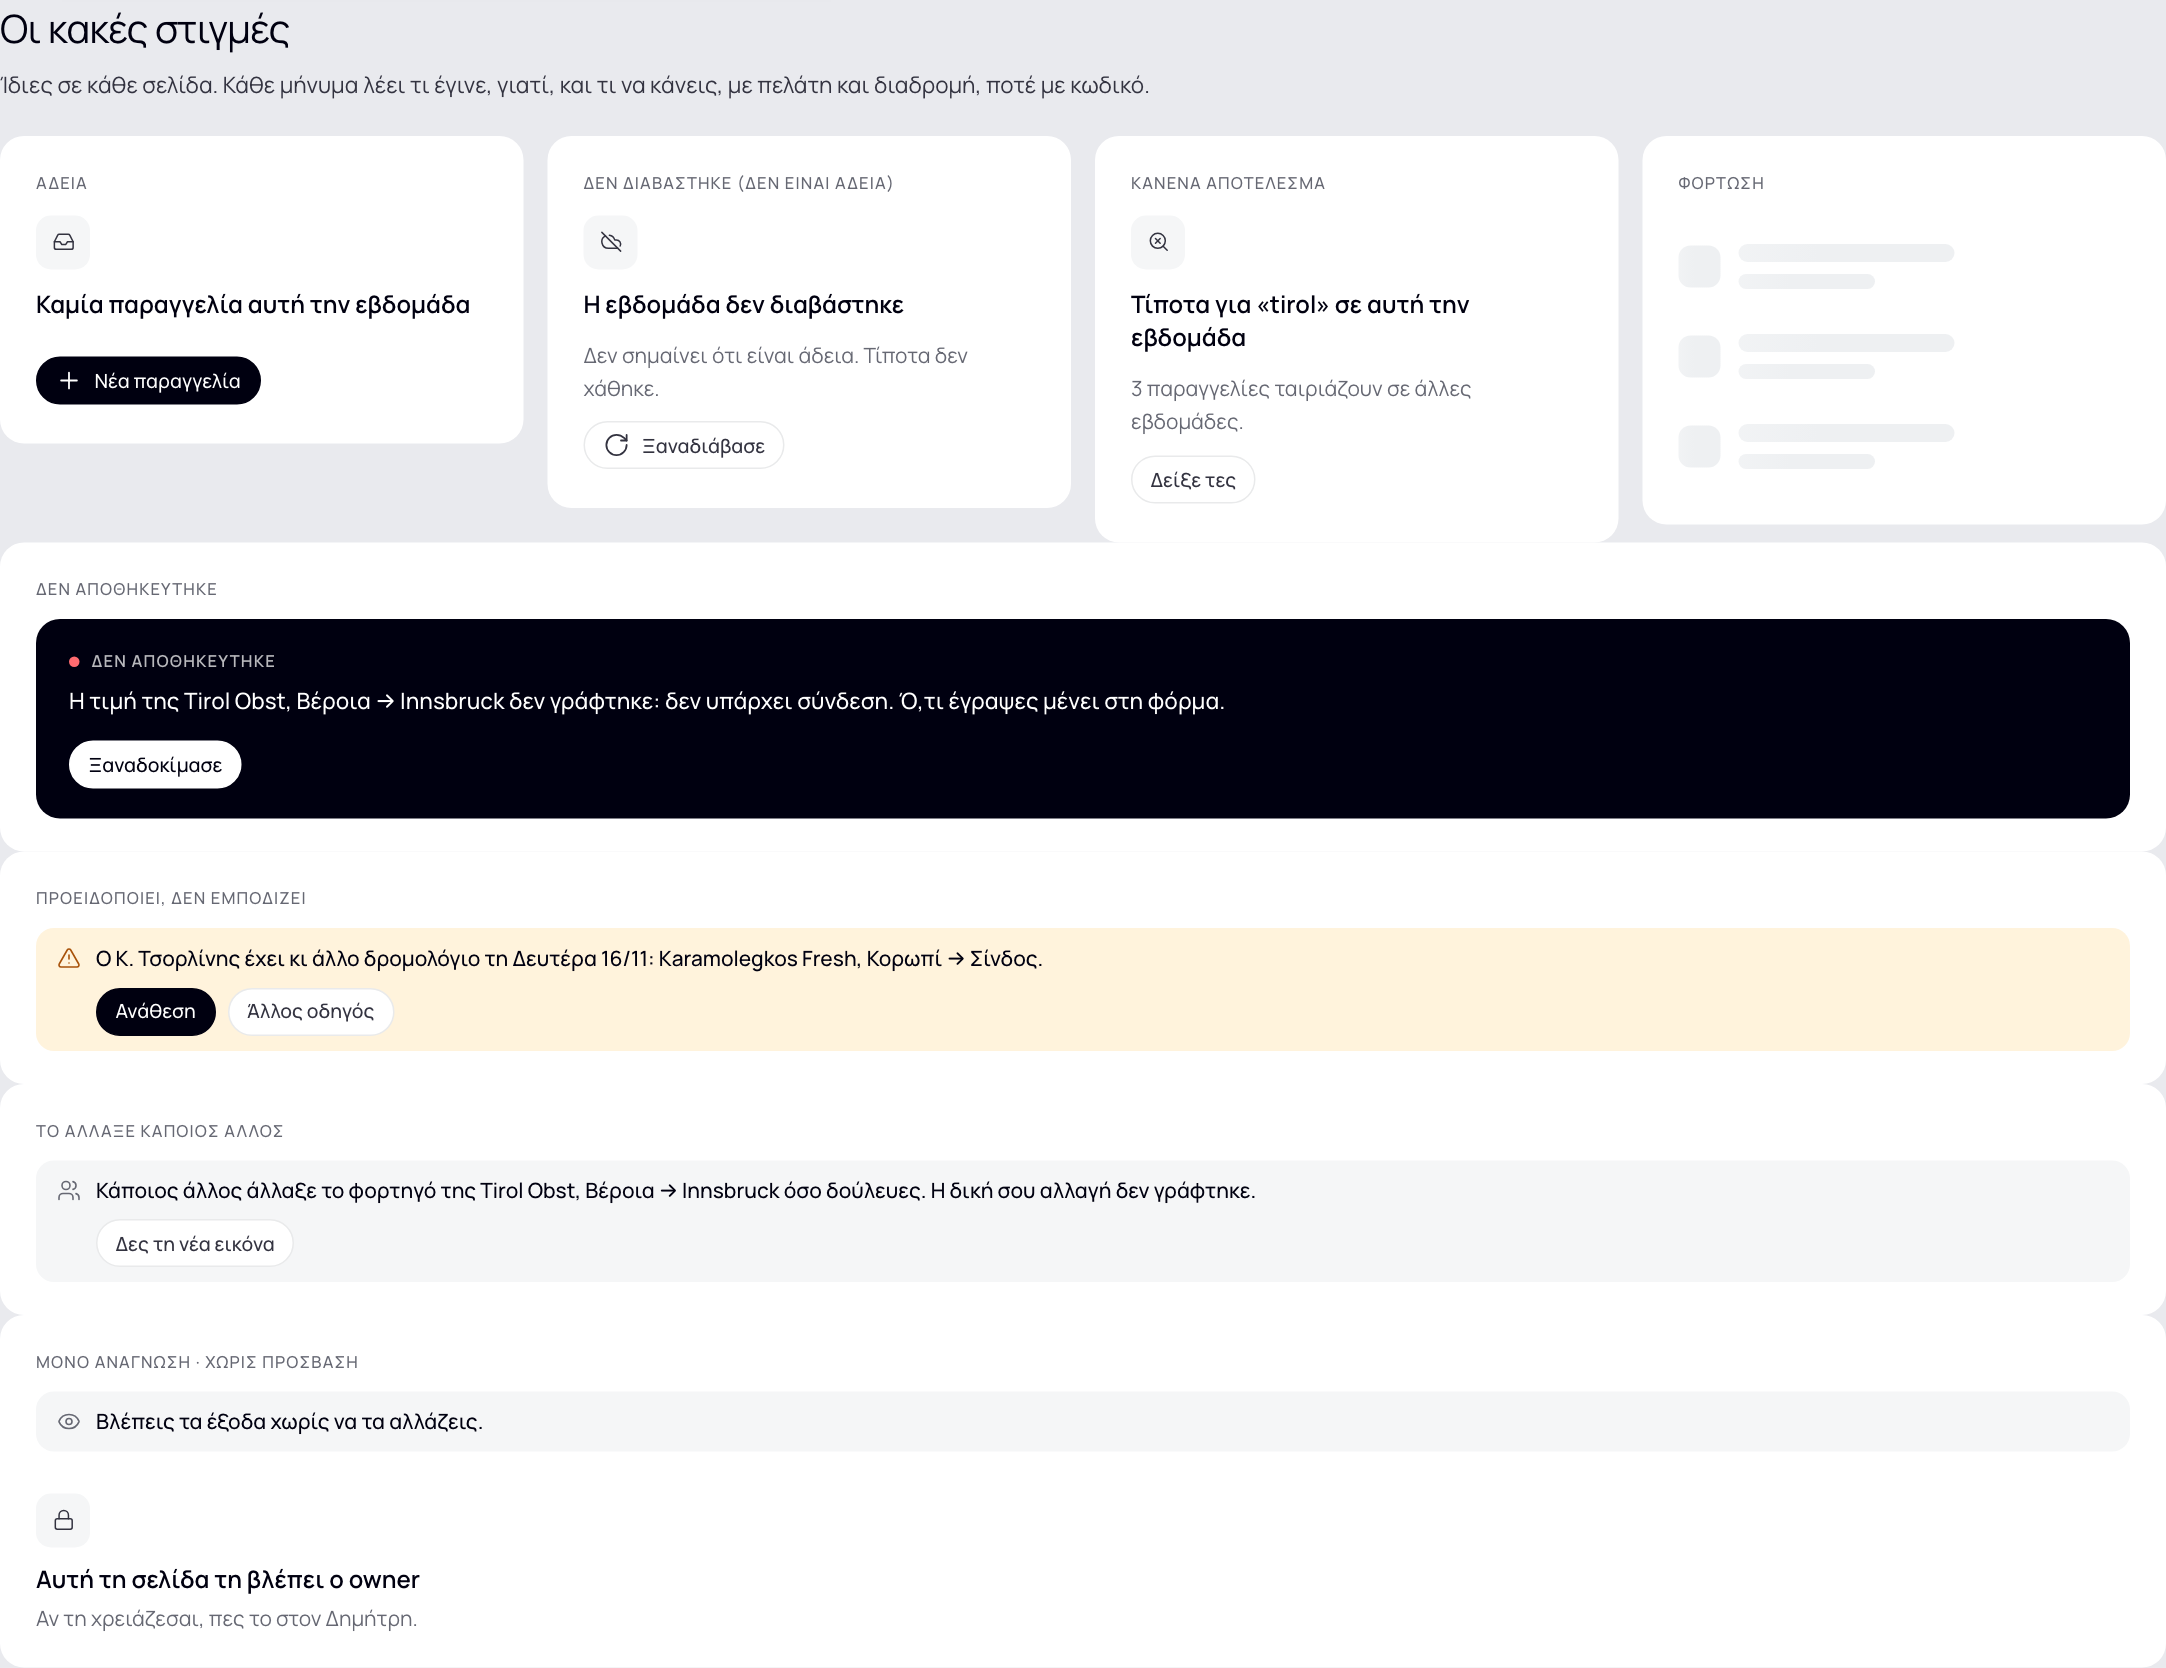 Οι κακές στιγμές
Ίδιες σε κάθε σελίδα. Κάθε μήνυμα λέει τι έγινε, γιατί, και τι να κάνεις, με πελάτη και διαδρομή, ποτέ με κωδικό.
ΑΔΕΙΑ
Καμία παραγγελία αυτή την εβδομάδα
Νέα παραγγελία
ΔΕΝ ΔΙΑΒΑΣΤΗΚΕ (ΔΕΝ ΕΙΝΑΙ ΑΔΕΙΑ)
Η εβδομάδα δεν διαβάστηκε
Δεν σημαίνει ότι είναι άδεια. Τίποτα δεν
χάθηκε.
Ξαναδιάβασε
ΚΑΝΕΝΑ ΑΠΟΤΕΛΕΣΜΑ
Τίποτα για «tirol» σε αυτή την
εβδομάδα
3 παραγγελίες ταιριάζουν σε άλλες
εβδομάδες.
Δείξε τες
ΦΟΡΤΩΣΗ
ΔΕΝ ΑΠΟΘΗΚΕΥΤΗΚΕ
ΔΕΝ ΑΠΟΘΗΚΕΥΤΗΚΕ
Η τιμή της Tirol Obst, Βέροια → Innsbruck δεν γράφτηκε: δεν υπάρχει σύνδεση. Ό,τι έγραψες μένει στη φόρμα.
Ξαναδοκίμασε
ΠΡΟΕΙΔΟΠΟΙΕΙ, ΔΕΝ ΕΜΠΟΔΙΖΕΙ
Ο Κ. Τσορλίνης έχει κι άλλο δρομολόγιο τη Δευτέρα 16/11: Karamolegkos Fresh, Κορωπί → Σίνδος.
Ανάθεση
Άλλος οδηγός
ΤΟ ΑΛΛΑΞΕ ΚΑΠΟΙΟΣ ΑΛΛΟΣ
Κάποιος άλλος άλλαξε το φορτηγό της Tirol Obst, Βέροια → Innsbruck όσο δούλευες. Η δική σου αλλαγή δεν γράφτηκε.
Δες τη νέα εικόνα
ΜΟΝΟ ΑΝΑΓΝΩΣΗ · ΧΩΡΙΣ ΠΡΟΣΒΑΣΗ
Βλέπεις τα έξοδα χωρίς να τα αλλάζεις.
Αυτή τη σελίδα τη βλέπει ο owner
Αν τη χρειάζεσαι, πες το στον Δημήτρη.